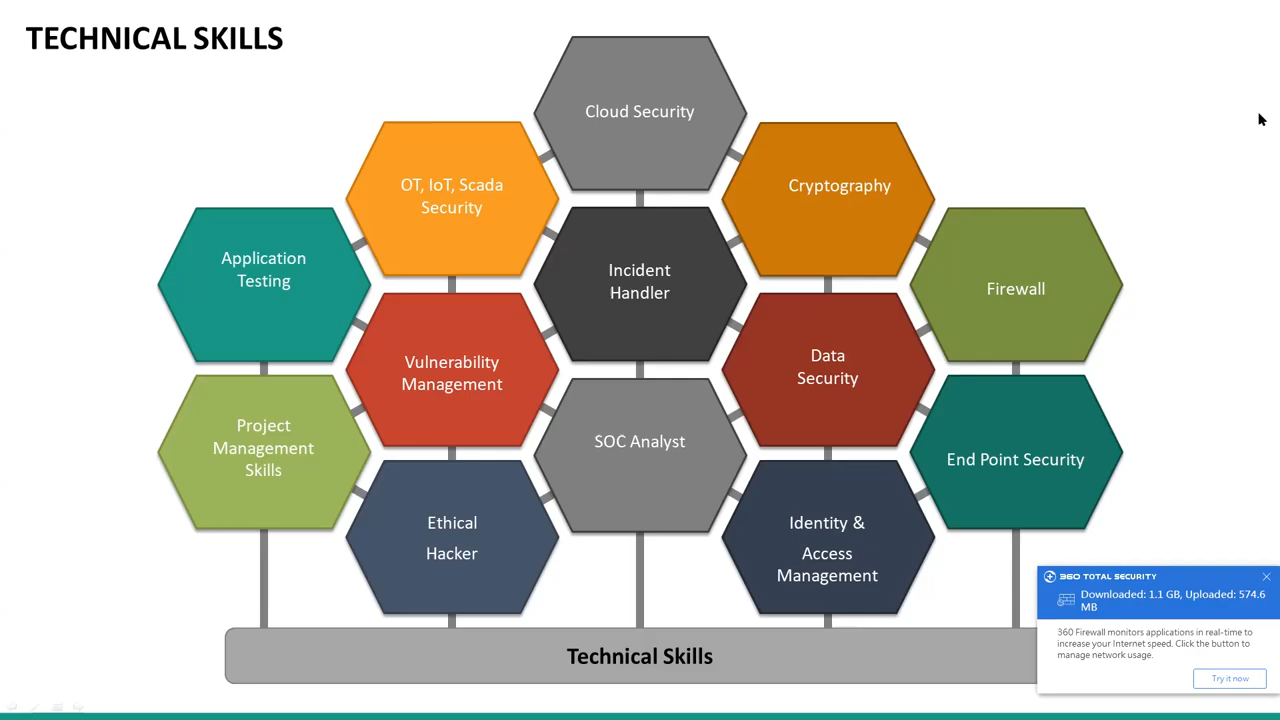 TECHNICAL SKILLS
Cloud Security
OT, IoT, Scada
Security
Cryptography
Application
Testing
Incident
Handler
Firewall
Vulnerability
Management
Data
Security
Project
Management
Skills
SOC Analyst
End Point Security
Ethical
Hacker
Identity &
Access
Management
Technical Skills
360 TOTAL SECURITY
Downloaded: 1.1 GB, Uploaded: 574.6
MB
360 Firewall monitors applications in real-time to
increase your Internet speed. Click the button to
manage network usage.
Try it now